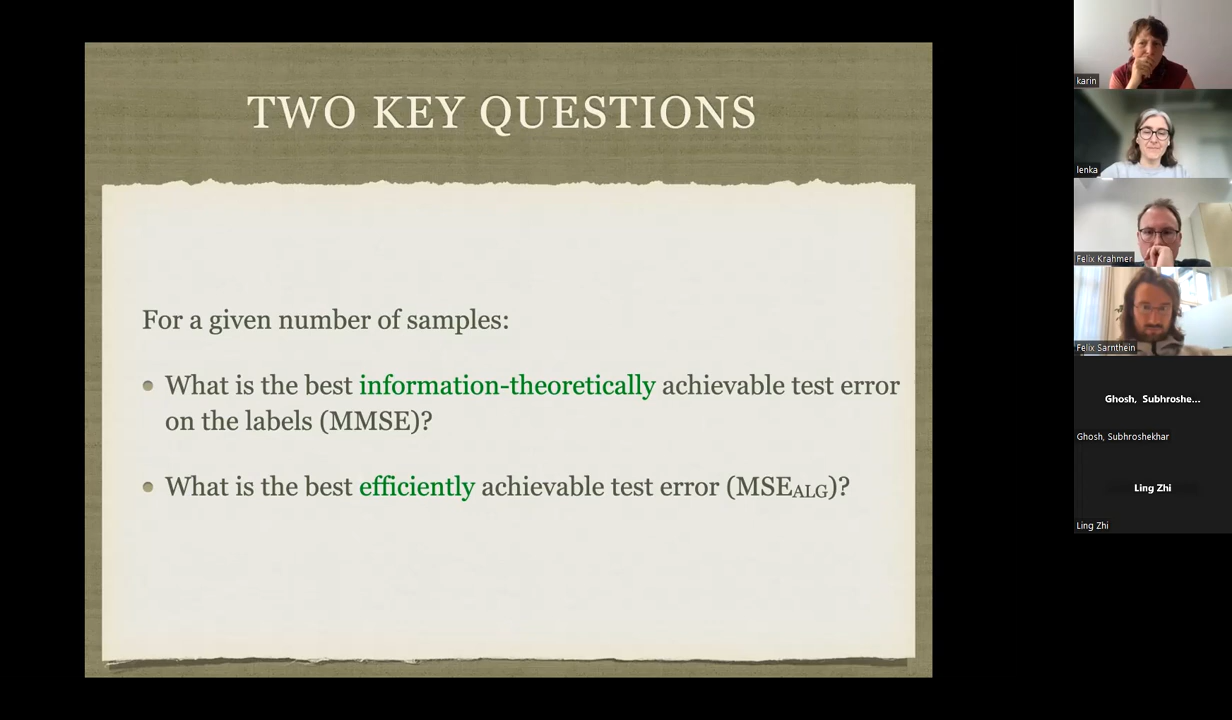 TWO KEY QUESTIONS
For a given number of samples:
What is the best information-theoretically achievable test error
on the labels (MMSE)?
What is the best efficiently achievable test error (MSEALG)?
karin
lenka
Felix Krahmer
Felix Sarnthein
Ghosh, Subhroshe...
Ghosh, Subhroshekhar
Ling Zhi
Ling Zhi